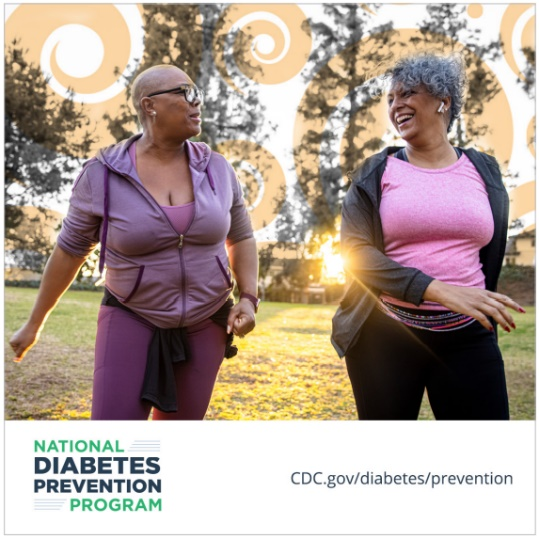 NATIONAL
DIABETES
PREVENTION
PROGRAM
CDC.gov/diabetes/prevention